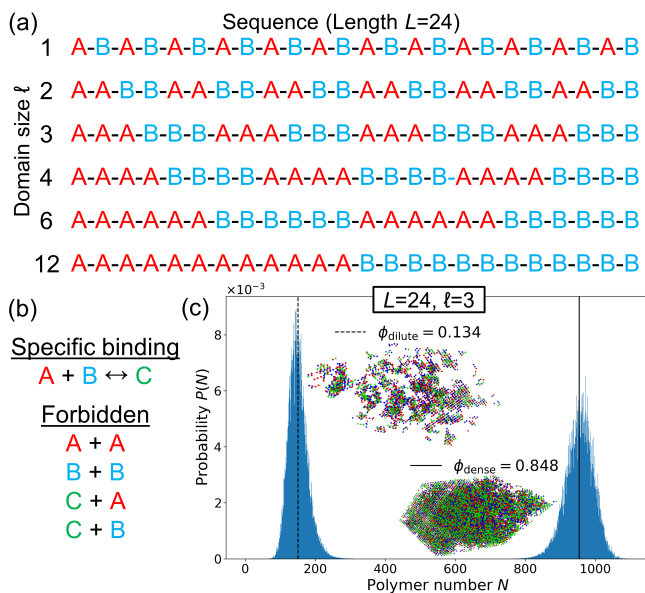 (a)
Sequence (Length L=24)
Domain size ℓ
1 A-B-A-B-A-B-A-B-A-B-A-B-A-B-A-B-A-B-A-B-A-B-A-B
2 A-A-B-B-A-A-B-B-A-A-B-B-A-A-B-B-A-A-B-B-A-A-B-B
3 A-A-A-B-B-B-A-A-A-B-B-B-A-A-A-B-B-B-A-A-A-B-B-B
4 A-A-A-A-B-B-B-B-A-A-A-A-B-B-B-B-A-A-A-A-B-B-B-B
6 A-A-A-A-A-A-B-B-B-B-B-B-A-A-A-A-A-A-B-B-B-B-B-B
12 A-A-A-A-A-A-A-A-A-A-A-A-B-B-B-B-B-B-B-B-B-B-B-B
(b)
Specific binding
A + B ↔ C
Forbidden
A + A
B + B
C + A
C + B
(c)
×10⁻³
L=24, ℓ=3
ϕdilute = 0.134
ϕdense = 0.848
Probability P(N)
8
6
4
2
0
0 200 400 600 800 1000
Polymer number N